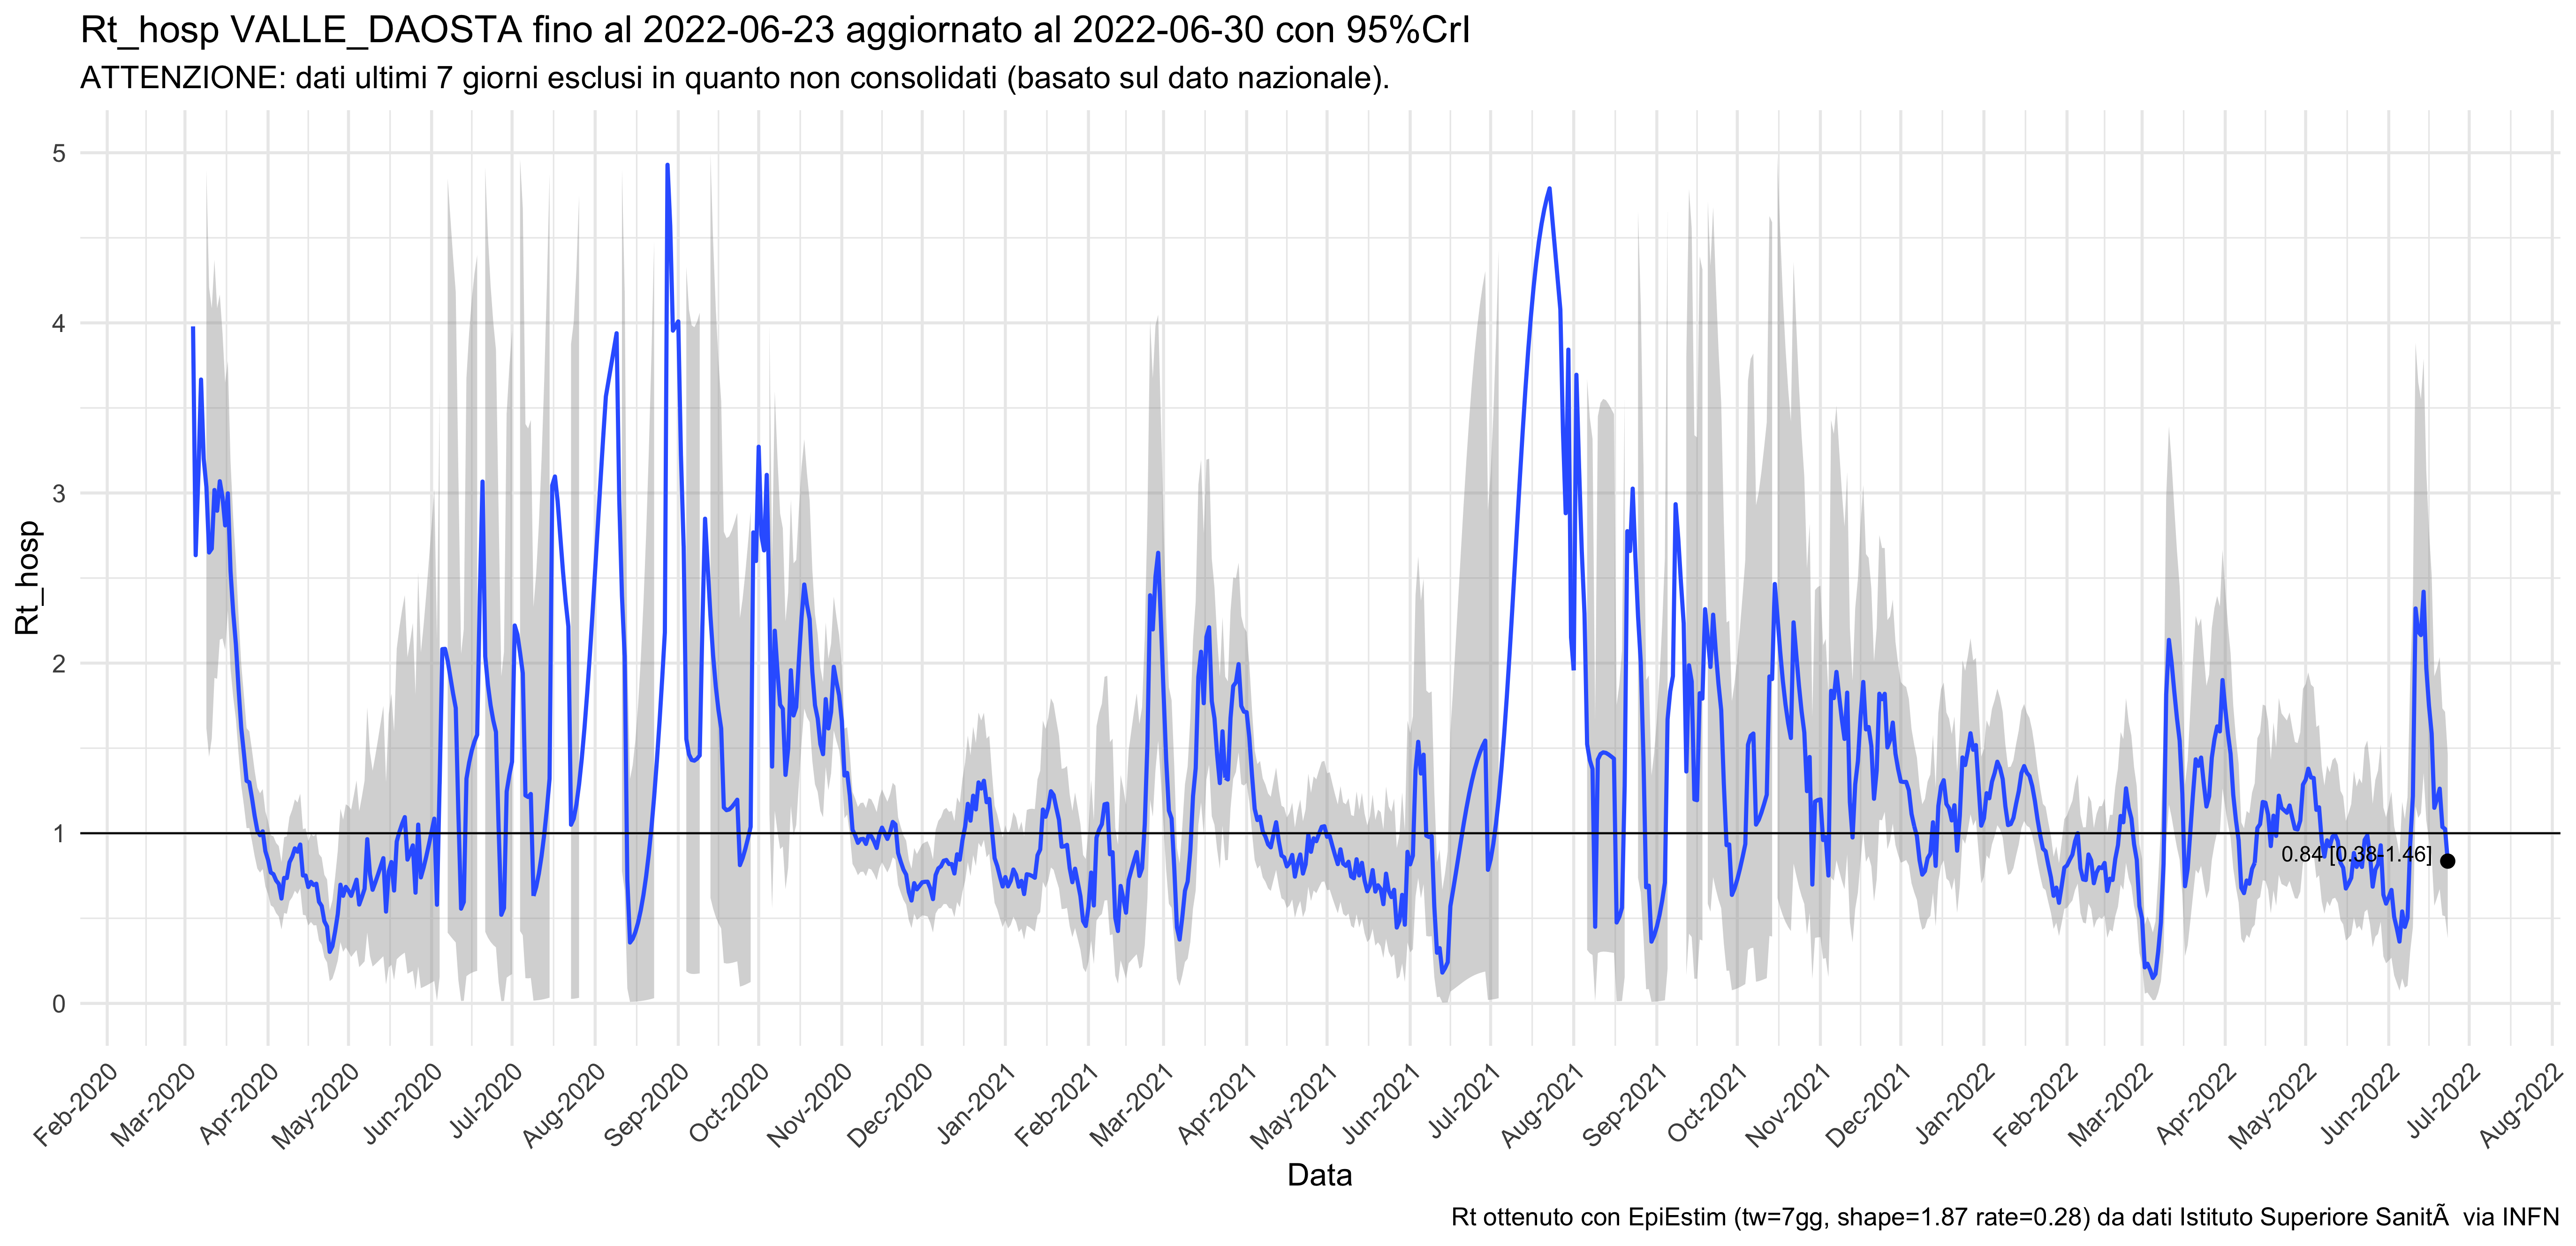 Rt_hosp VALLE_DAOSTA fino al 2022-06-23 aggiornato al 2022-06-30 con 95%CrI
ATTENZIONE: dati ultimi 7 giorni esclusi in quanto non consolidati (basato sul dato nazionale).
5
4
3
2
1
0
Rt_hosp
0.84 [0.38-1.46]
Feb-2020
Mar-2020
Apr-2020
May-2020
Jun-2020
Jul-2020
Aug-2020
Sep-2020
Oct-2020
Nov-2020
Dec-2020
Jan-2021
Feb-2021
Mar-2021
Apr-2021
May-2021
Jun-2021
Jul-2021
Aug-2021
Sep-2021
Oct-2021
Nov-2021
Dec-2021
Jan-2022
Feb-2022
Mar-2022
Apr-2022
May-2022
Jun-2022
Jul-2022
Aug-2022
Data
Rt ottenuto con EpiEstim (tw=7gg, shape=1.87 rate=0.28) da dati Istituto Superiore SanitÃ  via INFN